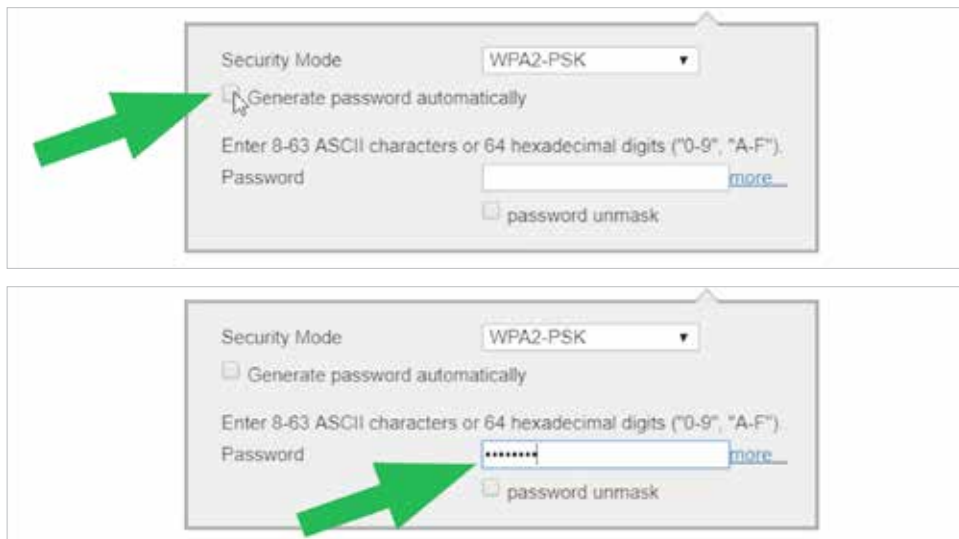 Security Mode WPA2-PSK
Generate password automatically
Enter 8-63 ASCII characters or 64 hexadecimal digits ("0-9", "A-F").
Password more...
password unmask
Security Mode WPA2-PSK
Generate password automatically
Enter 8-63 ASCII characters or 64 hexadecimal digits ("0-9", "A-F").
Password •••••••• more...
password unmask